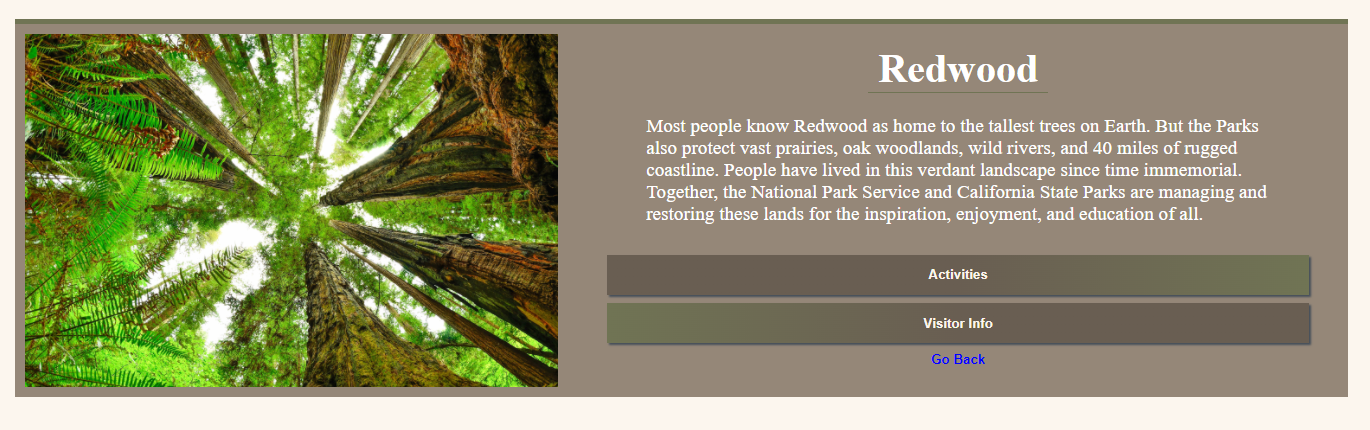 Redwood
Most people know Redwood as home to the tallest trees on Earth. But the Parks
also protect vast prairies, oak woodlands, wild rivers, and 40 miles of rugged
coastline. People have lived in this verdant landscape since time immemorial.
Together, the National Park Service and California State Parks are managing and
restoring these lands for the inspiration, enjoyment, and education of all.
Activities
Visitor Info
Go Back